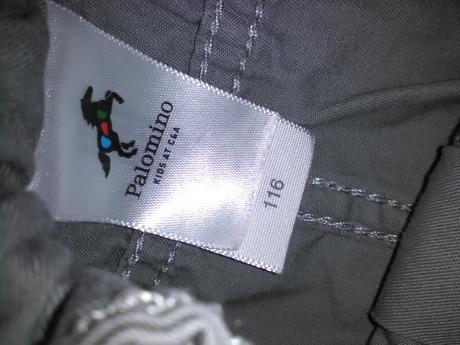 Palomino
KIDS AT C&A
116